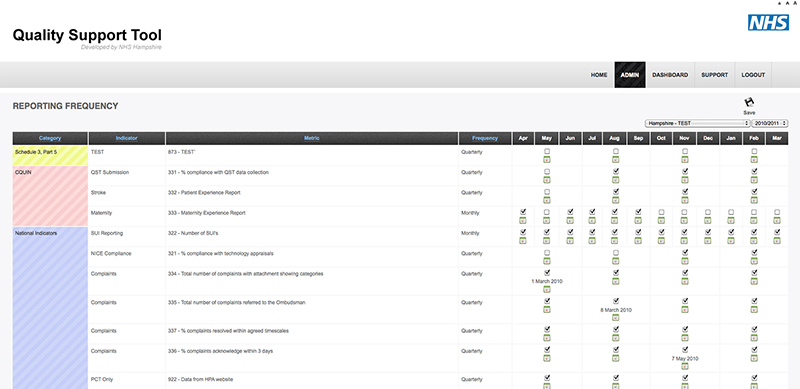 A A A
NHS
Quality Support Tool
Developed by NHS Hampshire
HOME ADMIN DASHBOARD SUPPORT LOGOUT
REPORTING FREQUENCY
Save
Hampshire - TEST 2010/2011
Category Indicator Metric Frequency Apr May Jun Jul Aug Sep Oct Nov Dec Jan Feb Mar
Schedule 3, Part 5 TEST 873 - TEST' Quarterly
CQUIN QST Submission 331 - % compliance with QST data collection Quarterly
Stroke 332 - Patient Experience Report Quarterly
Maternity 333 - Maternity Experience Report Monthly
National Indicators SUI Reporting 322 - Number of SUI's Monthly
NICE Compliance 321 - % compliance with technology appraisals Quarterly
Complaints 334 - Total number of complaints with attachment showing categories Quarterly
1 March 2010
Complaints 335 - Total number of complaints referred to the Ombudsman Quarterly
8 March 2010
Complaints 337 - % complaints resolved within agreed timescales Quarterly
Complaints 336 - % complaints acknowledge within 3 days Quarterly
7 May 2010
PCT Only 922 - Data from HPA website Quarterly